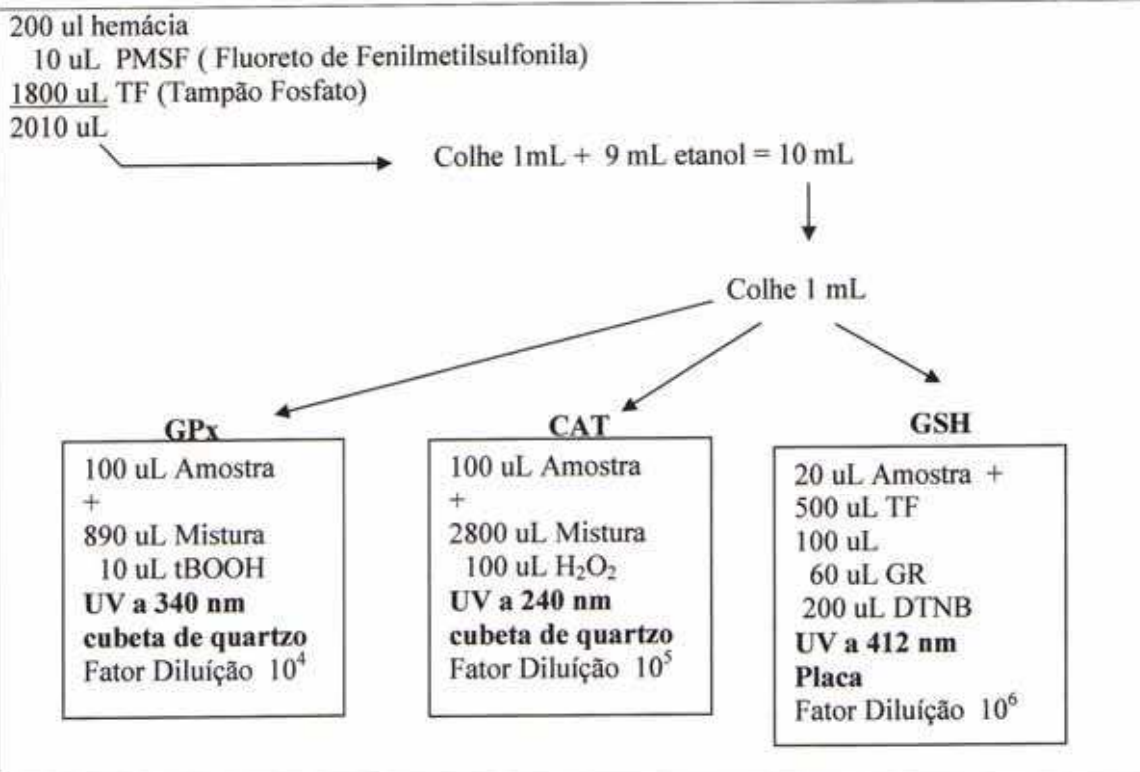 200 ul hemácia
10 uL PMSF ( Fluoreto de Fenilmetilsulfonila)
1800 uL TF (Tampão Fosfato)
2010 uL
Colhe 1mL + 9 mL etanol = 10 mL
Colhe 1 mL
GPx
100 uL Amostra
+
890 uL Mistura
10 uL tBOOH
UV a 340 nm
cubeta de quartzo
Fator Diluíção 10⁴
CAT
100 uL Amostra
+
2800 uL Mistura
100 uL H₂O₂
UV a 240 nm
cubeta de quartzo
Fator Diluíção 10⁵
GSH
20 uL Amostra +
500 uL TF
100 uL
60 uL GR
200 uL DTNB
UV a 412 nm
Placa
Fator Diluíção 10⁶